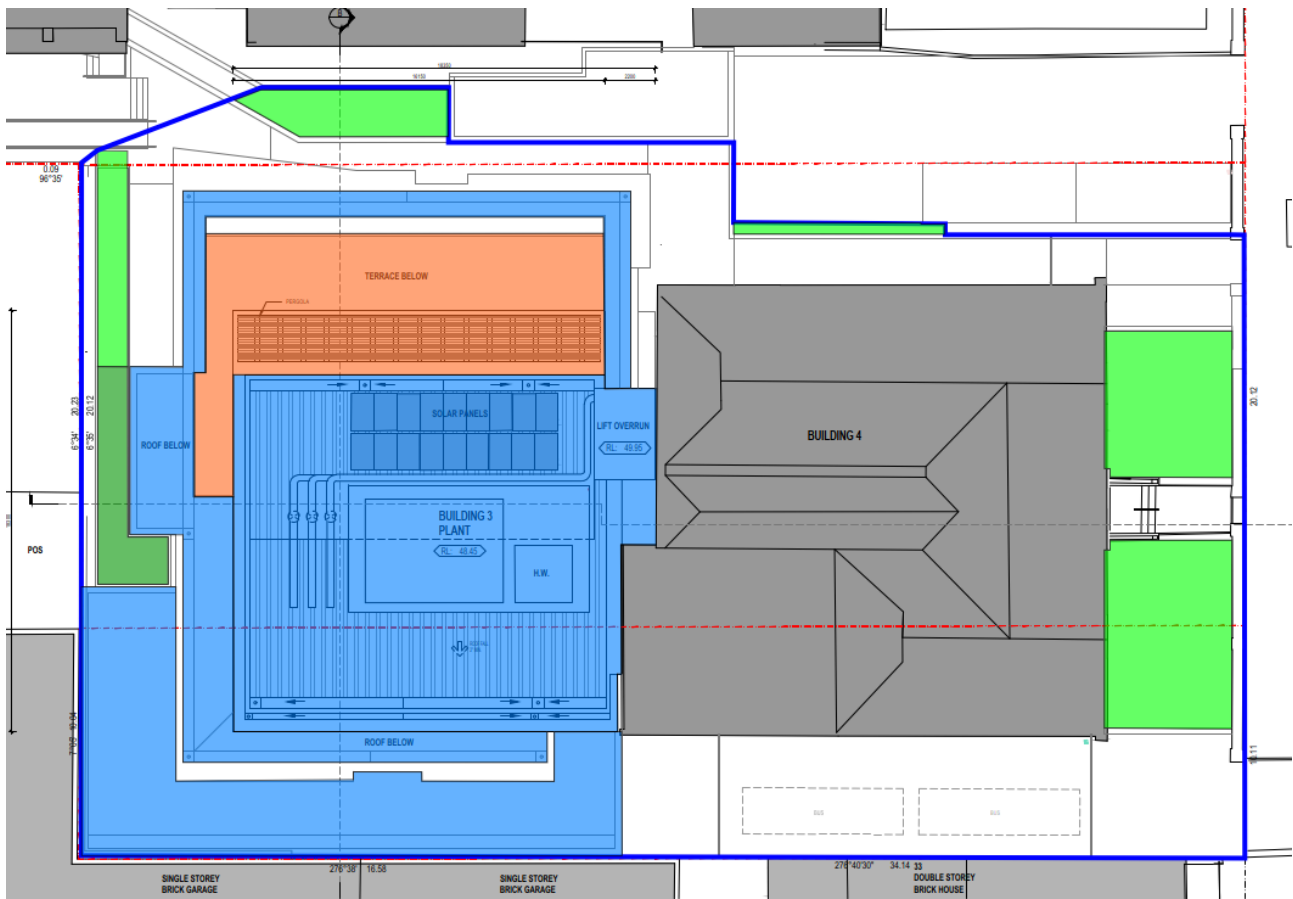 16150
2200
0.09
96°35'
TERRACE BELOW
PERGOLA
SOLAR PANELS
LIFT OVERRUN
RL: 49.95
BUILDING 4
ROOF BELOW
6°34' 20.23
6°35' 20.12
20.12
BUILDING 3
PLANT
RL: 48.45
H.W.
POS
ROOF BELOW
BUS
BUS
276°38' 16.58
276°40'30" 34.14 33
SINGLE STOREY
BRICK GARAGE
SINGLE STOREY
BRICK GARAGE
DOUBLE STOREY
BRICK HOUSE